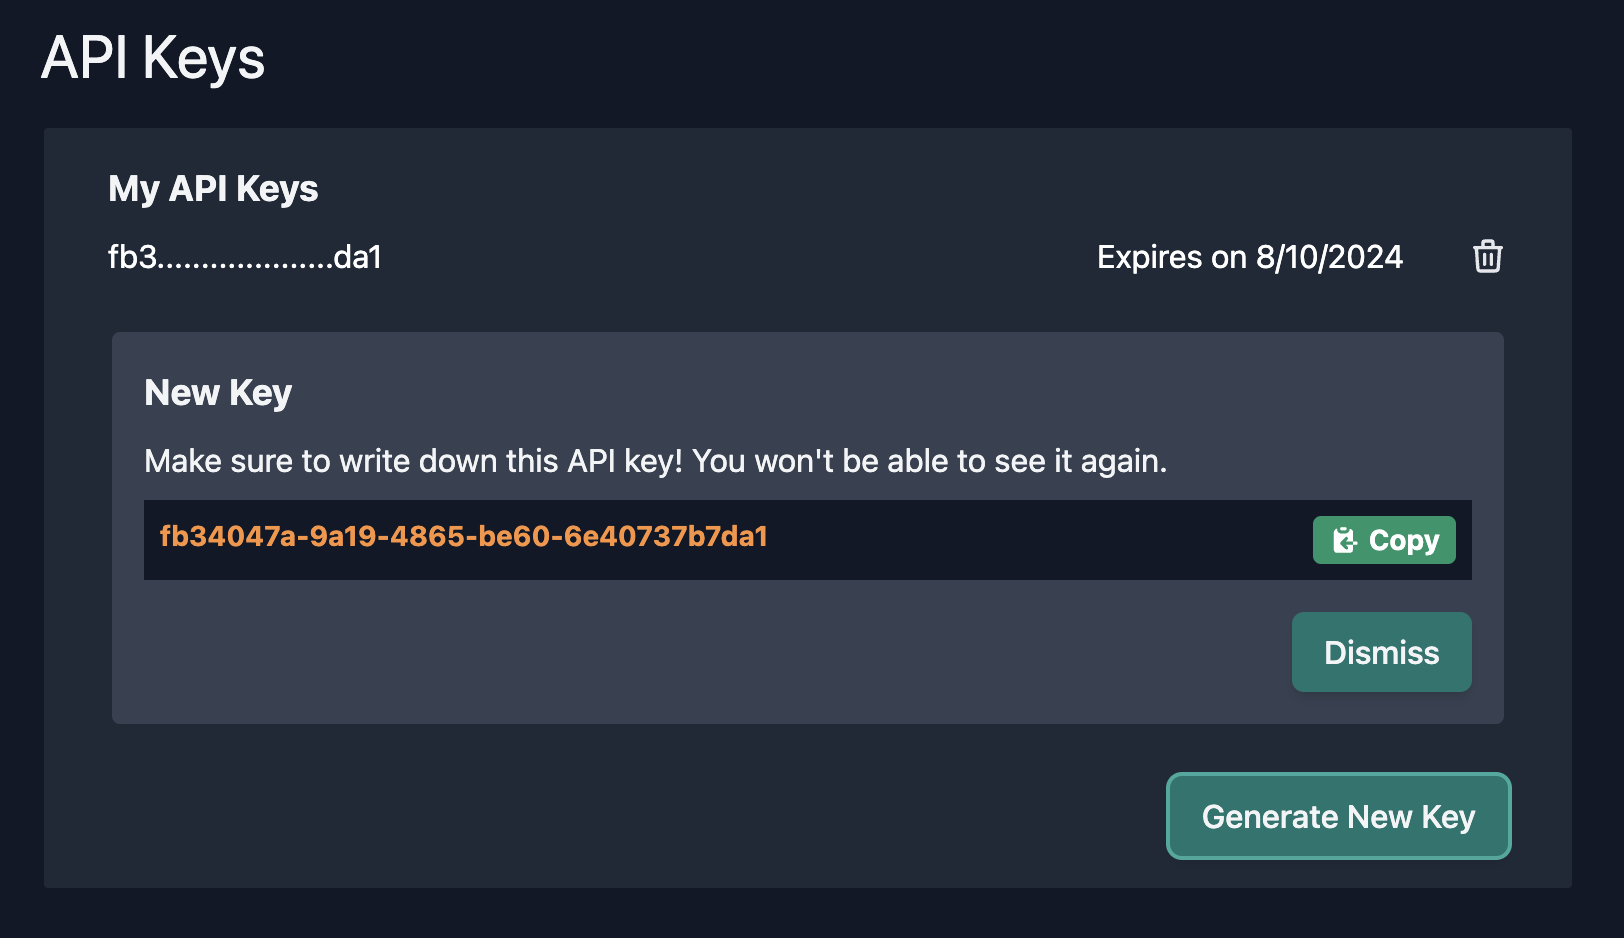 API Keys
My API Keys
fb3...................da1
Expires on 8/10/2024
New Key
Make sure to write down this API key! You won't be able to see it again.
fb34047a-9a19-4865-be60-6e40737b7da1
Copy
Dismiss
Generate New Key